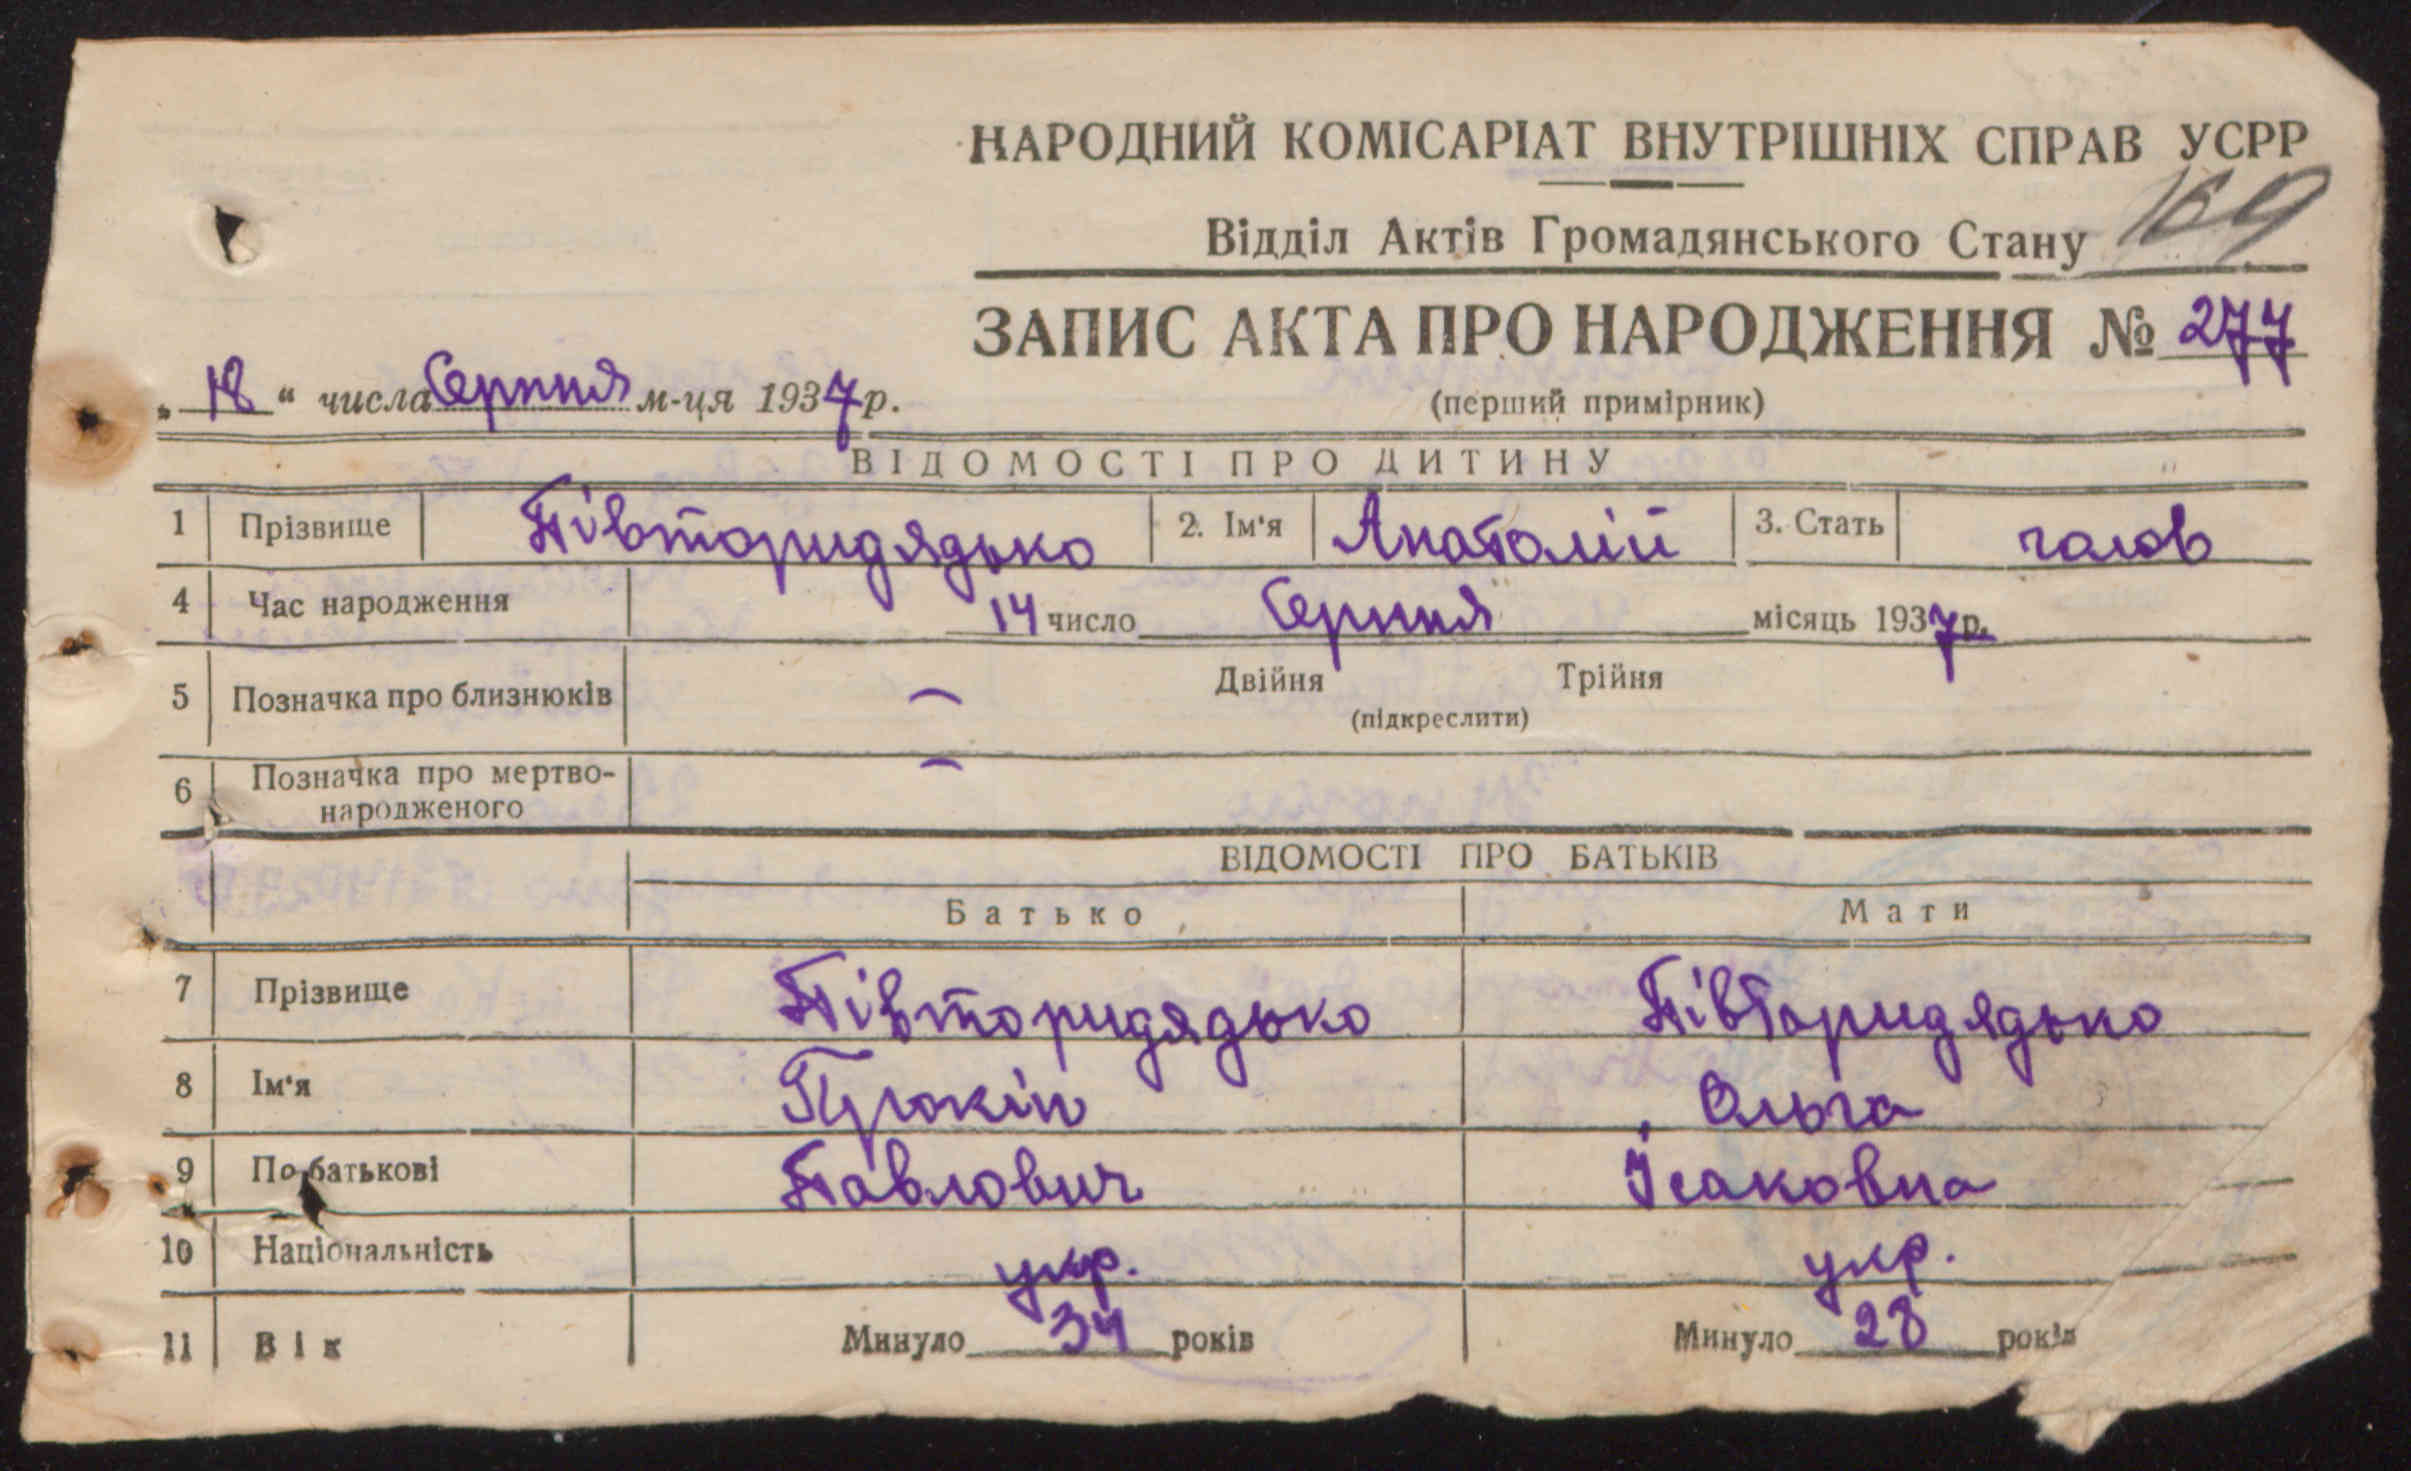 НАРОДНИЙ КОМІСАРІАТ ВНУТРІШНІХ СПРАВ УСРР
169
Відділ Актів Громадянського Стану
ЗАПИС АКТА ПРО НАРОДЖЕННЯ № 277
„ 18 “ числа Серпня м-ця 1937 р.
(перший примірник)
ВІДОМОСТІ ПРО ДИТИНУ
1 Прізвище Півторидядько 2. Ім'я Анатолій 3. Стать чолов
4 Час народження 14 число Серпня місяць 1937 р.
5 Позначка про близнюків — Двійня Трійня
(підкреслити)
6 Позначка про мертво-
народженого —
ВІДОМОСТІ ПРО БАТЬКІВ
Батько Мати
7 Прізвище Півторидядько Півторидядько
8 Ім'я Ольга
9 По батькові Павлович Ісаковна
10 Національність укр. укр.
11 Вік Минуло 34 років Минуло 28 років